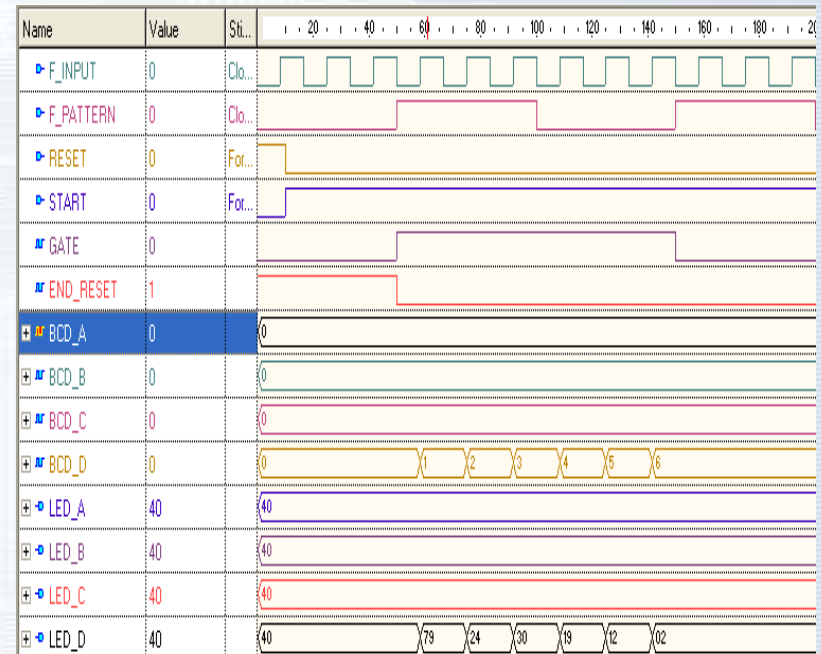 Name Value Sti... 20 40 60 80 100 120 140 160 180 20
F_INPUT 0 Clo...
F_PATTERN 0 Clo...
RESET 0 For...
START 0 For...
GATE 0
END_RESET 1
BCD_A 0 0
BCD_B 0 0
BCD_C 0 0
BCD_D 0 0 1 2 3 4 5 6
LED_A 40 40
LED_B 40 40
LED_C 40 40
LED_D 40 40 79 24 30 19 12 02